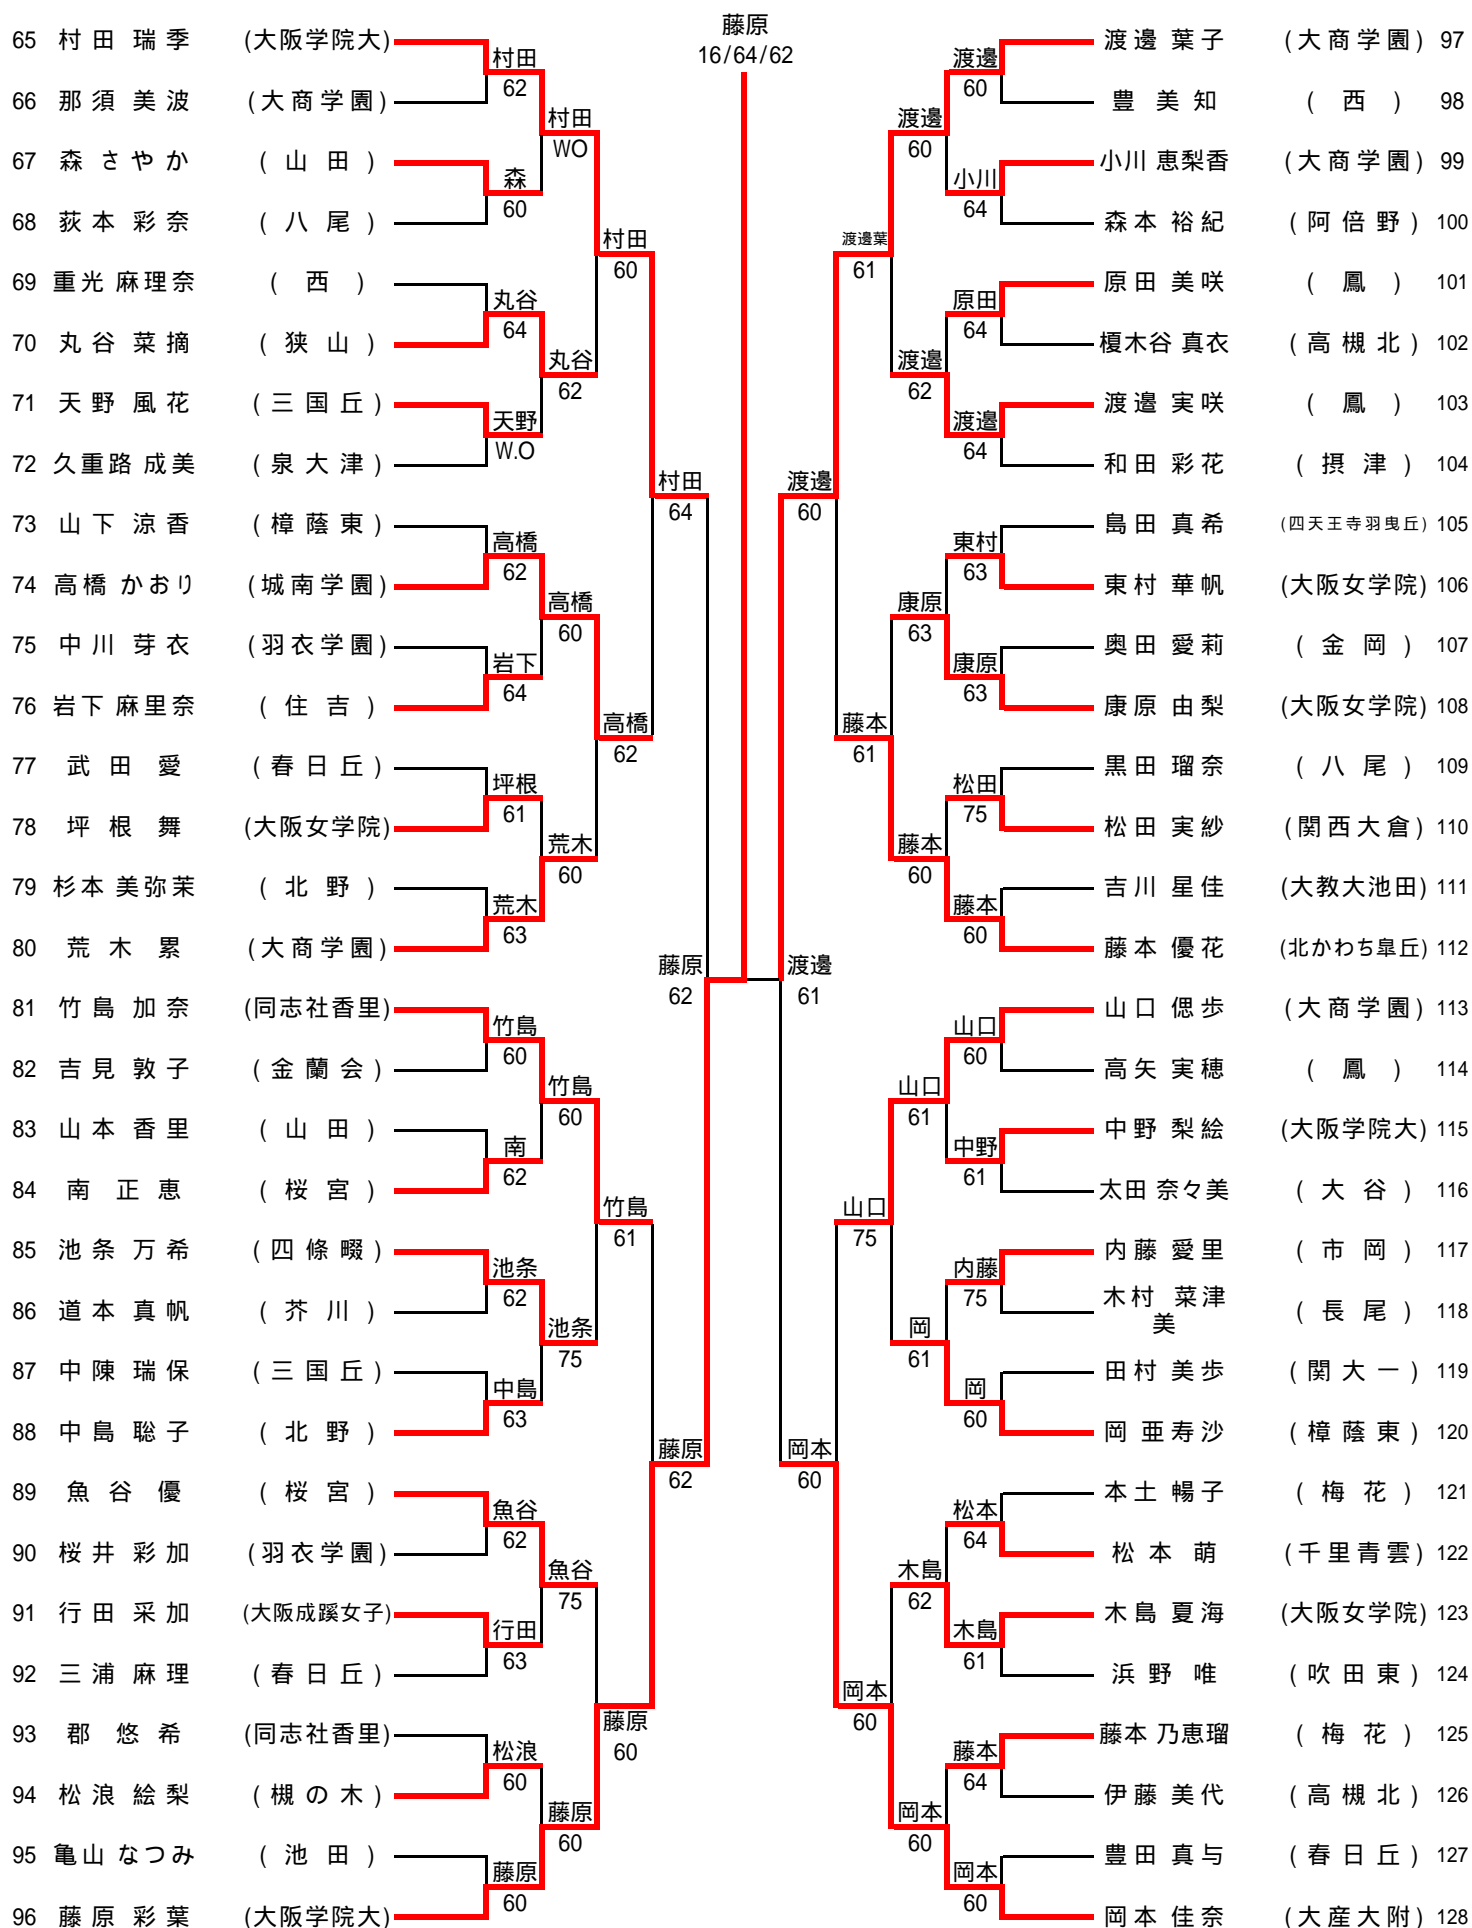 藤原
16/64/62
65 村田 瑞季 (大阪学院大)
66 那須 美波 (大商学園)
67 森 さやか (山田)
68 荻本 彩奈 (八尾)
69 重光 麻理奈 (西)
70 丸谷 菜摘 (狭山)
71 天野 風花 (三国丘)
72 久重路 成美 (泉大津)
73 山下 涼香 (樟蔭東)
74 高橋 かおり (城南学園)
75 中川 芽衣 (羽衣学園)
76 岩下 麻里奈 (住吉)
77 武田 愛 (春日丘)
78 坪根 舞 (大阪女学院)
79 杉本 美弥茉 (北野)
80 荒木 累 (大商学園)
81 竹島 加奈 (同志社香里)
82 吉見 敦子 (金蘭会)
83 山本 香里 (山田)
84 南 正恵 (桜宮)
85 池条 万希 (四條畷)
86 道本 真帆 (芥川)
87 中陳 瑞保 (三国丘)
88 中島 聡子 (北野)
89 魚谷 優 (桜宮)
90 桜井 彩加 (羽衣学園)
91 行田 采加 (大阪成蹊女子)
92 三浦 麻理 (春日丘)
93 郡 悠希 (同志社香里)
94 松浪 絵梨 (槻の木)
95 亀山 なつみ (池田)
96 藤原 彩葉 (大阪学院大)
村田
62
森
60
丸谷
64
天野
W.O
高橋
62
岩下
64
坪根
61
荒木
63
竹島
60
南
62
池条
62
中島
63
魚谷
62
行田
63
松浪
60
藤原
60
村田
WO
丸谷
62
高橋
60
荒木
60
竹島
60
池条
75
魚谷
75
藤原
60
村田
60
高橋
62
竹島
61
藤原
60
村田
64
藤原
62
藤原
62
渡邊
61
渡邊
60
岡本
60
渡邊葉
61
藤本
61
山口
75
岡本
60
渡邊
60
渡邉
62
康原
63
藤本
60
山口
61
岡
61
木島
62
岡本
60
渡邊
60
小川
64
原田
64
渡邉
64
東村
63
康原
63
松田
75
藤本
60
山口
60
中野
61
内藤
75
岡
60
松本
64
木島
61
藤本
64
岡本
60
渡邊 葉子 (大商学園) 97
豊 美知 (西) 98
小川 恵梨香 (大商学園) 99
森本 裕紀 (阿倍野) 100
原田 美咲 (鳳) 101
榎木谷 真衣 (高槻北) 102
渡邉 実咲 (鳳) 103
和田 彩花 (摂津) 104
島田 真希 (四天王寺羽曳丘) 105
東村 華帆 (大阪女学院) 106
奥田 愛莉 (金岡) 107
康原 由梨 (大阪女学院) 108
黒田 瑠奈 (八尾) 109
松田 実紗 (関西大倉) 110
吉川 星佳 (大教大池田) 111
藤本 優花 (北かわち皐丘) 112
山口 偲歩 (大商学園) 113
高矢 実穂 (鳳) 114
中野 梨絵 (大阪学院大) 115
太田 奈々美 (大谷) 116
内藤 愛里 (市岡) 117
木村 菜津
美 (長尾) 118
田村 美歩 (関大一) 119
岡 亜寿沙 (樟蔭東) 120
本土 暢子 (梅花) 121
松本 萌 (千里青雲) 122
木島 夏海 (大阪女学院) 123
浜野 唯 (吹田東) 124
藤本 乃恵瑠 (梅花) 125
伊藤 美代 (高槻北) 126
豊田 真与 (春日丘) 127
岡本 佳奈 (大産大附) 128